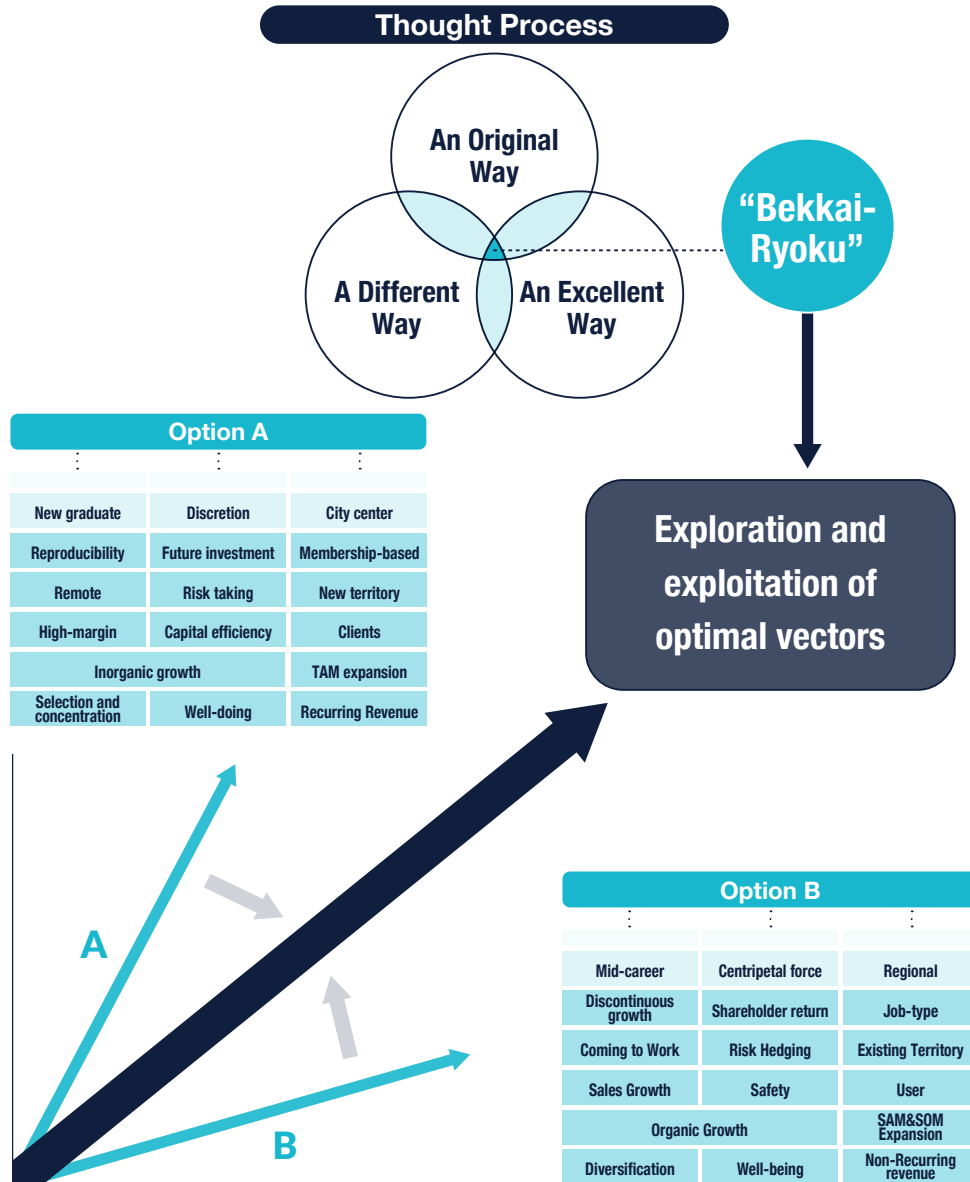 Thought Process
An Original
Way
A Different
Way
An Excellent
Way
“Bekkai-
Ryoku”
Exploration and
exploitation of
optimal vectors
Option A
New graduate Discretion City center
Reproducibility Future investment Membership-based
Remote Risk taking New territory
High-margin Capital efficiency Clients
Inorganic growth TAM expansion
Selection and
concentration Well-doing Recurring Revenue
A
B
Option B
Mid-career Centripetal force Regional
Discontinuous
growth Shareholder return Job-type
Coming to Work Risk Hedging Existing Territory
Sales Growth Safety User
Organic Growth SAM&SOM
Expansion
Diversification Well-being Non-Recurring
revenue